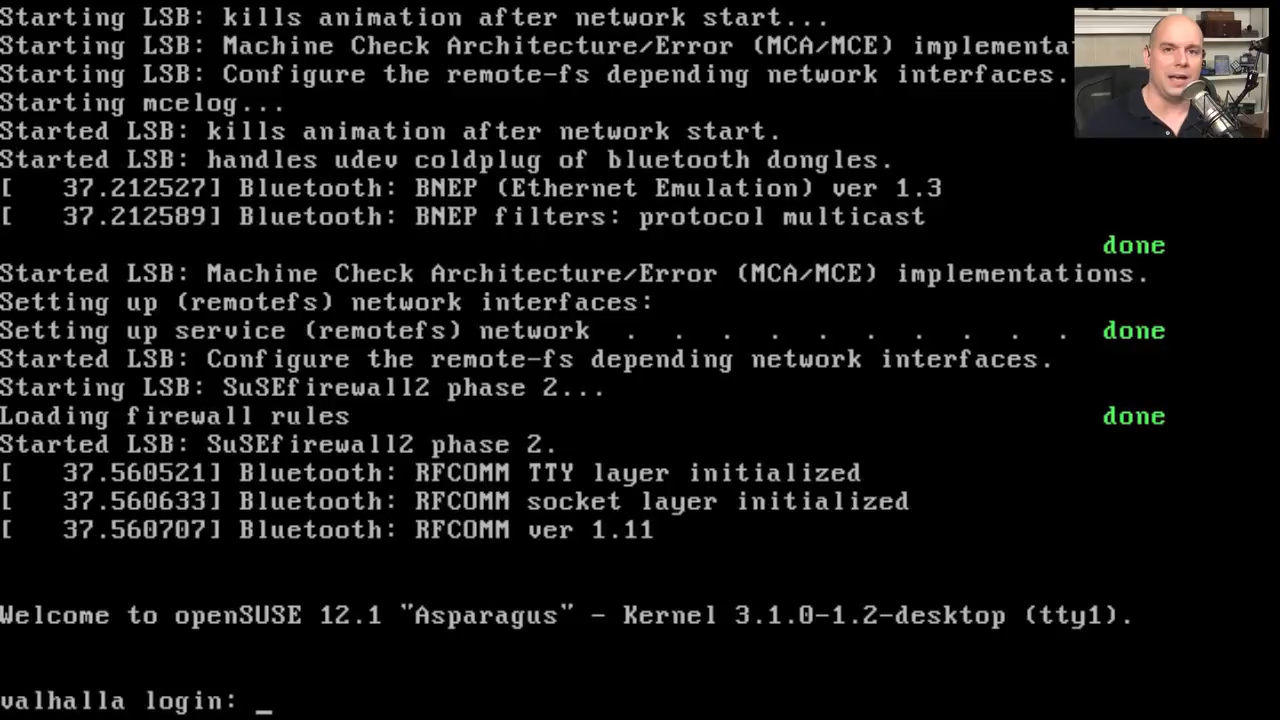 Starting LSB: kills animation after network start...
Starting LSB: Machine Check Architecture/Error (MCA/MCE)
Starting LSB: Configure the remote-fs depending network interfaces.
Starting mcelog...
Started LSB: kills animation after network start.
Started LSB: handles udev coldplug of bluetooth dongles.
[   37.212527] Bluetooth: BNEP (Ethernet Emulation) ver 1.3
[   37.212589] Bluetooth: BNEP filters: protocol multicast
done
Started LSB: Machine Check Architecture/Error (MCA/MCE) implementations.
Setting up (remotefs) network interfaces:
Setting up service (remotefs) network  .  .  .  .  .  .  .  .  .  .  done
Started LSB: Configure the remote-fs depending network interfaces.
Starting LSB: SuSEfirewall2 phase 2...
Loading firewall rules done
Started LSB: SuSEfirewall2 phase 2.
[   37.560521] Bluetooth: RFCOMM TTY layer initialized
[   37.560633] Bluetooth: RFCOMM socket layer initialized
[   37.560707] Bluetooth: RFCOMM ver 1.11
Welcome to openSUSE 12.1 "Asparagus" - Kernel 3.1.0-1.2-desktop (tty1).
valhalla login: _